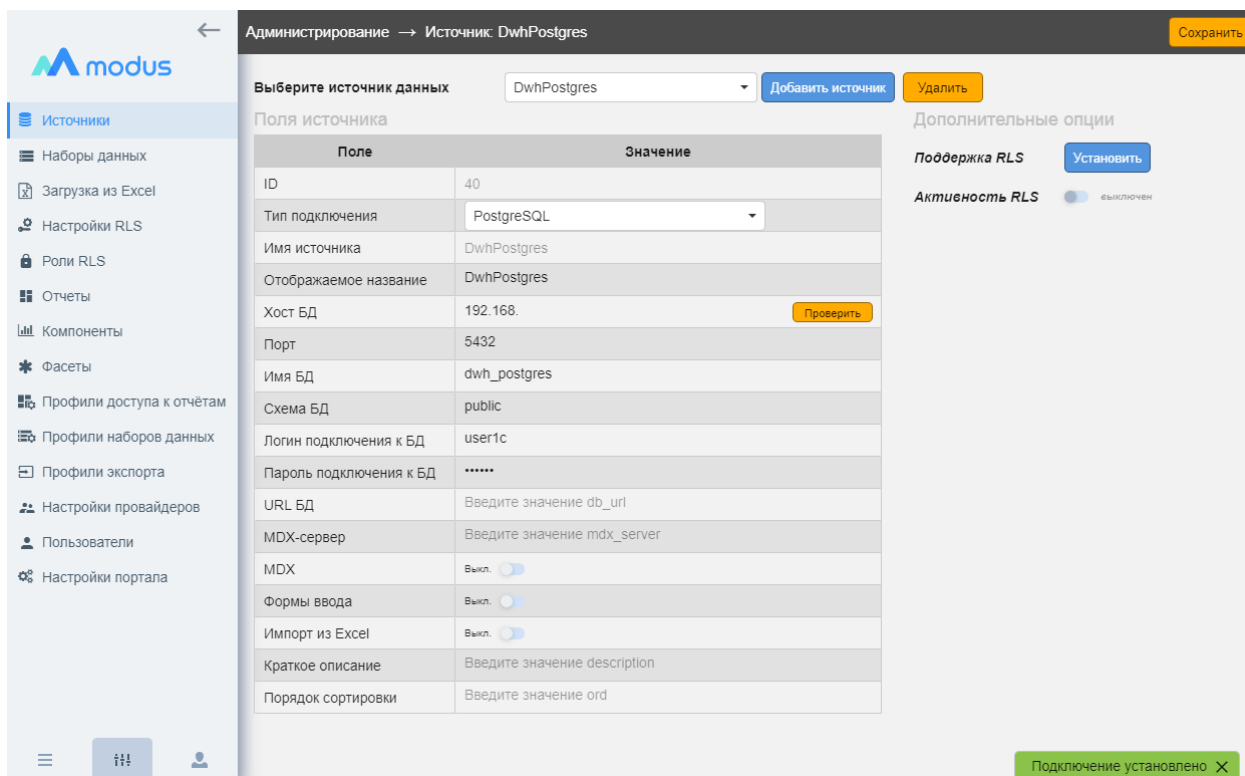 Администрирование → Источник: DwhPostgres
Сохранить
modus
Источники
Наборы данных
Загрузка из Excel
Настройки RLS
Роли RLS
Отчеты
Компоненты
Фасеты
Профили доступа к отчётам
Профили наборов данных
Профили экспорта
Настройки провайдеров
Пользователи
Настройки портала
Выберите источник данных DwhPostgres Добавить источник Удалить
Поля источника
Поле Значение
ID 40
Тип подключения PostgreSQL
Имя источника DwhPostgres
Отображаемое название DwhPostgres
Хост БД 192.168. Проверить
Порт 5432
Имя БД dwh_postgres
Схема БД public
Логин подключения к БД user1c
Пароль подключения к БД ••••••
URL БД Введите значение db_url
MDX-сервер Введите значение mdx_server
MDX Выкл.
Формы ввода Выкл.
Импорт из Excel Выкл.
Краткое описание Введите значение description
Порядок сортировки Введите значение ord
Дополнительные опции
Поддержка RLS Установить
Активность RLS выключен
Подключение установлено X